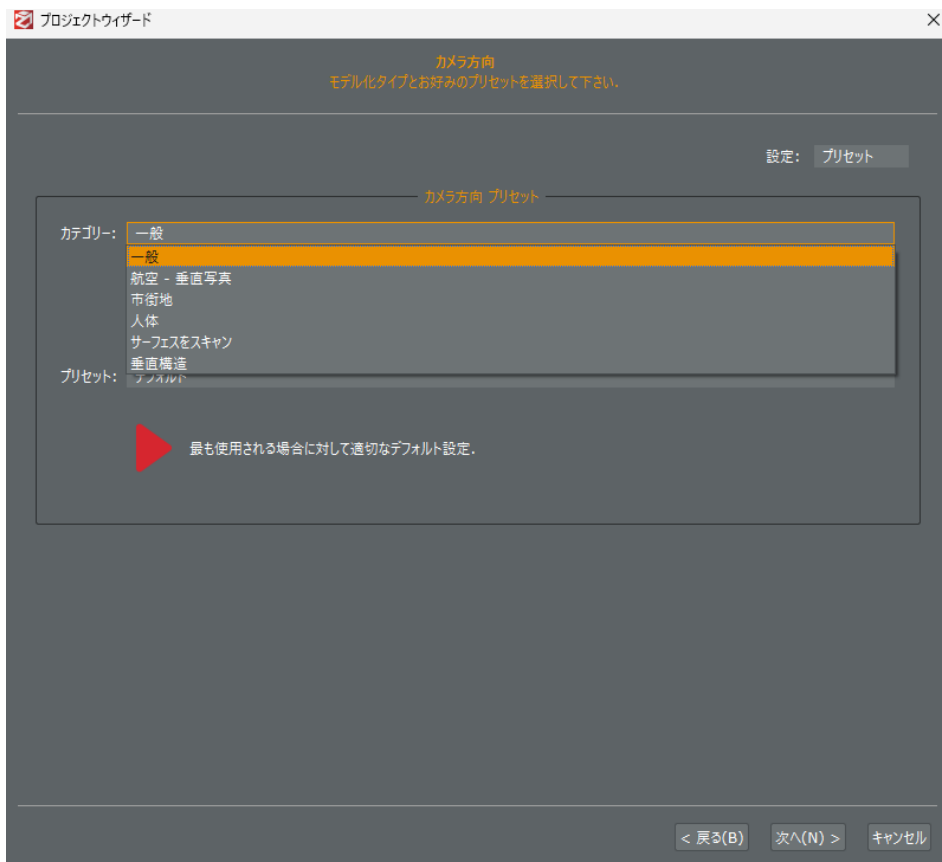 プロジェクトウィザード
カメラ方向
モデル化タイプとお好みのプリセットを選択して下さい.
設定: プリセット
カメラ方向 プリセット
カテゴリー: 一般
一般
航空 - 垂直写真
市街地
人体
サーフェスをスキャン
垂直構造
プリセット: デフォルト
最も使用される場合に対して適切なデフォルト設定.
< 戻る(B) 次へ(N) > キャンセル